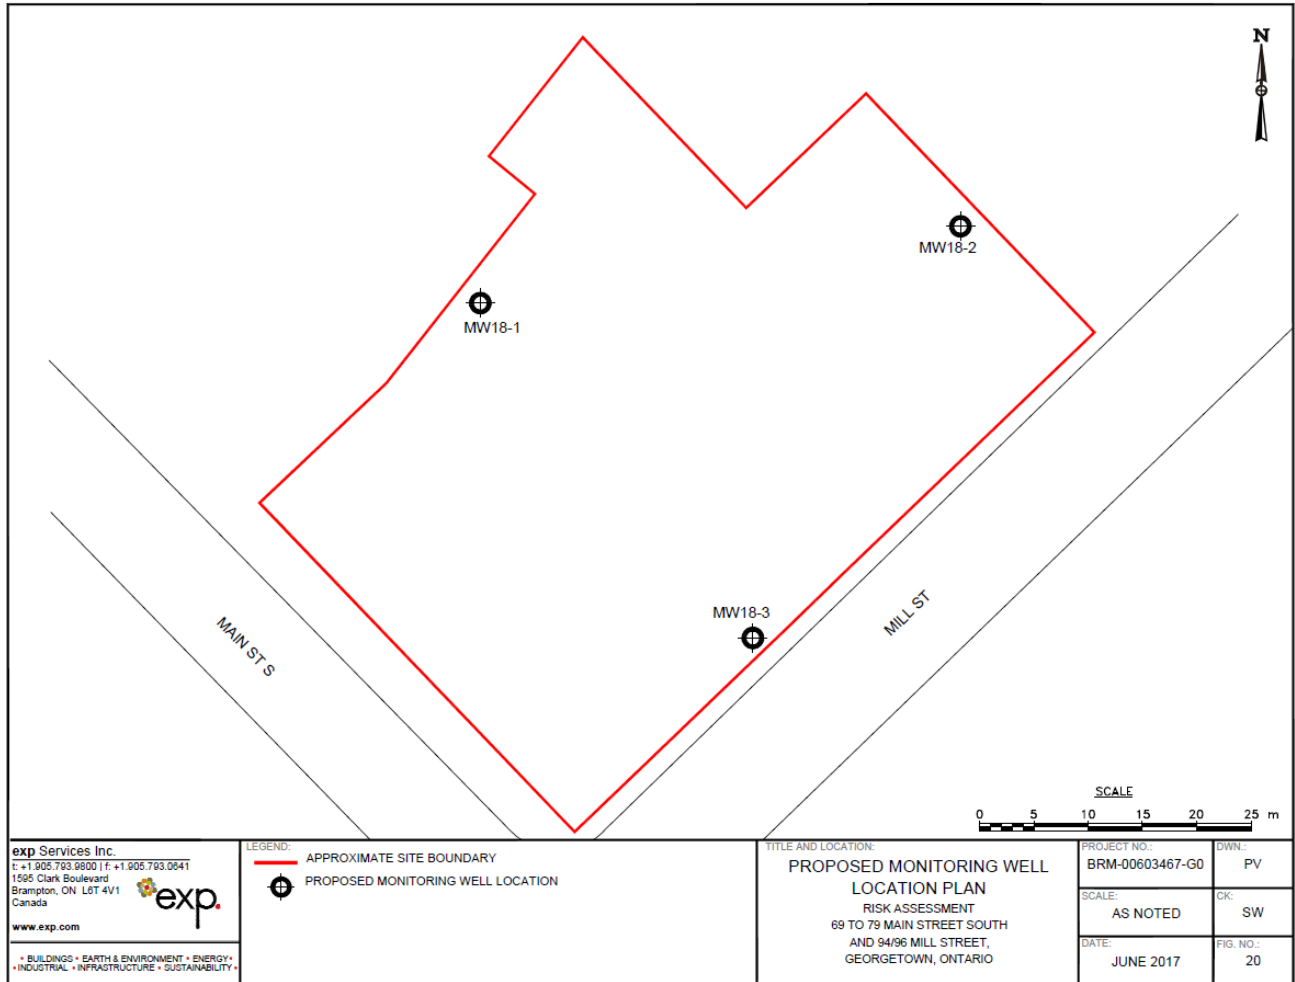 N
MW18-2
MW18-1
MW18-3
MAIN ST S
MILL ST
SCALE
0 5 10 15 20 25 m
exp Services Inc.
t: +1.905.793.9800 | f: +1.905.793.0641
1595 Clark Boulevard
Brampton, ON L6T 4V1
Canada
www.exp.com
exp.
• BUILDINGS • EARTH & ENVIRONMENT • ENERGY •
• INDUSTRIAL • INFRASTRUCTURE • SUSTAINABILITY •
LEGEND:
APPROXIMATE SITE BOUNDARY
PROPOSED MONITORING WELL LOCATION
TITLE AND LOCATION:
PROPOSED MONITORING WELL
LOCATION PLAN
RISK ASSESSMENT
69 TO 79 MAIN STREET SOUTH
AND 94/96 MILL STREET,
GEORGETOWN, ONTARIO
PROJECT NO.:
BRM-00603467-G0
DWN.:
PV
SCALE:
AS NOTED
CK:
SW
DATE:
JUNE 2017
FIG. NO.:
20